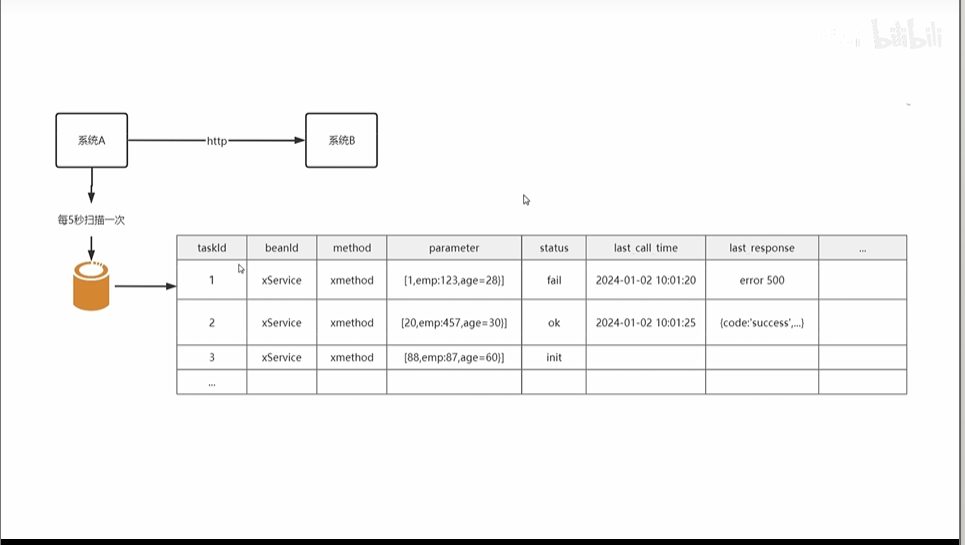 bilibili
系统A
http
系统B
每5秒扫描一次
taskId beanId method parameter status last call time last response ...
1 xService xmethod [1,emp:123,age=28)] fail 2024-01-02 10:01:20 error 500
2 xService xmethod [20,emp:457,age=30)] ok 2024-01-02 10:01:25 {code:'success',...}
3 xService xmethod [88,emp:87,age=60)] init
...